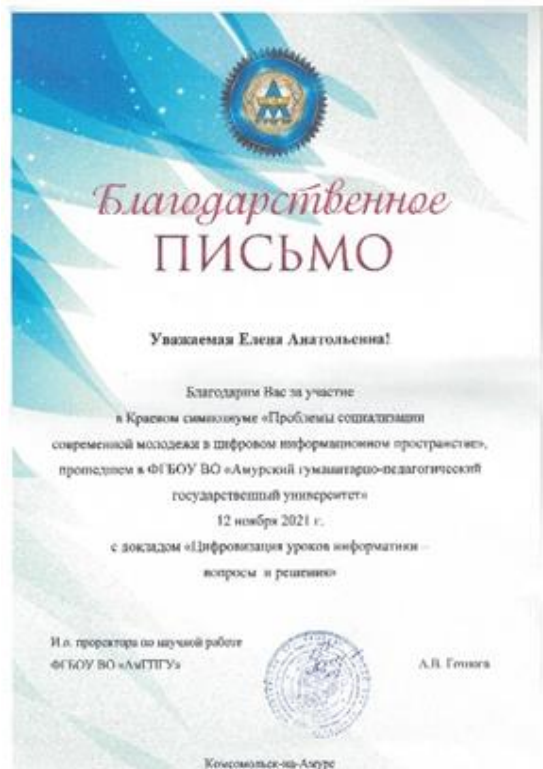 Благодарственное
ПИСЬМО
Уважаемая Елена Анатольевна!
Благодарим Вас за участие
в Краевом симпозиуме «Проблемы социализации
современной молодежи в цифровом информационном пространстве»,
прошедшем в ФГБОУ ВО «Амурский гуманитарно-педагогический
государственный университет»
12 ноября 2021 г.
с докладом «Цифровизация уроков информатики –
вопросы и решения»
И.о. проректора по научной работе
ФГБОУ ВО «АмГПГУ»
А.В.
Комсомольск-на-Амуре